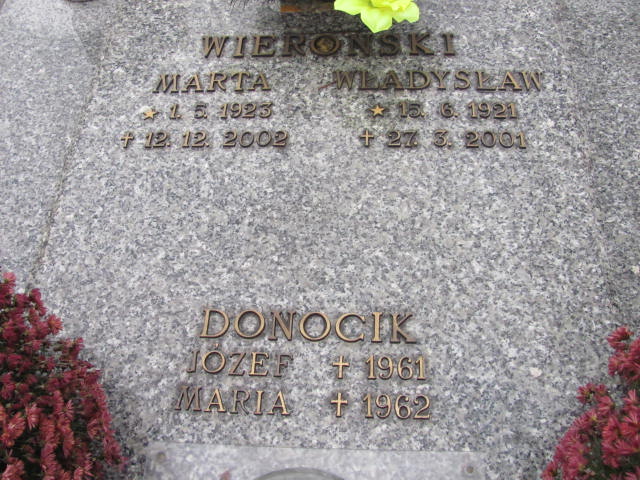 WIEROŃSKI
MARTA WŁADYSŁAW
★ 1. 5. 1923 ★ 15. 6. 1921
✝ 12. 12. 2002 ✝ 27. 3. 2001
DONOCIK
JÓZEF ✝ 1961
MARIA ✝ 1962